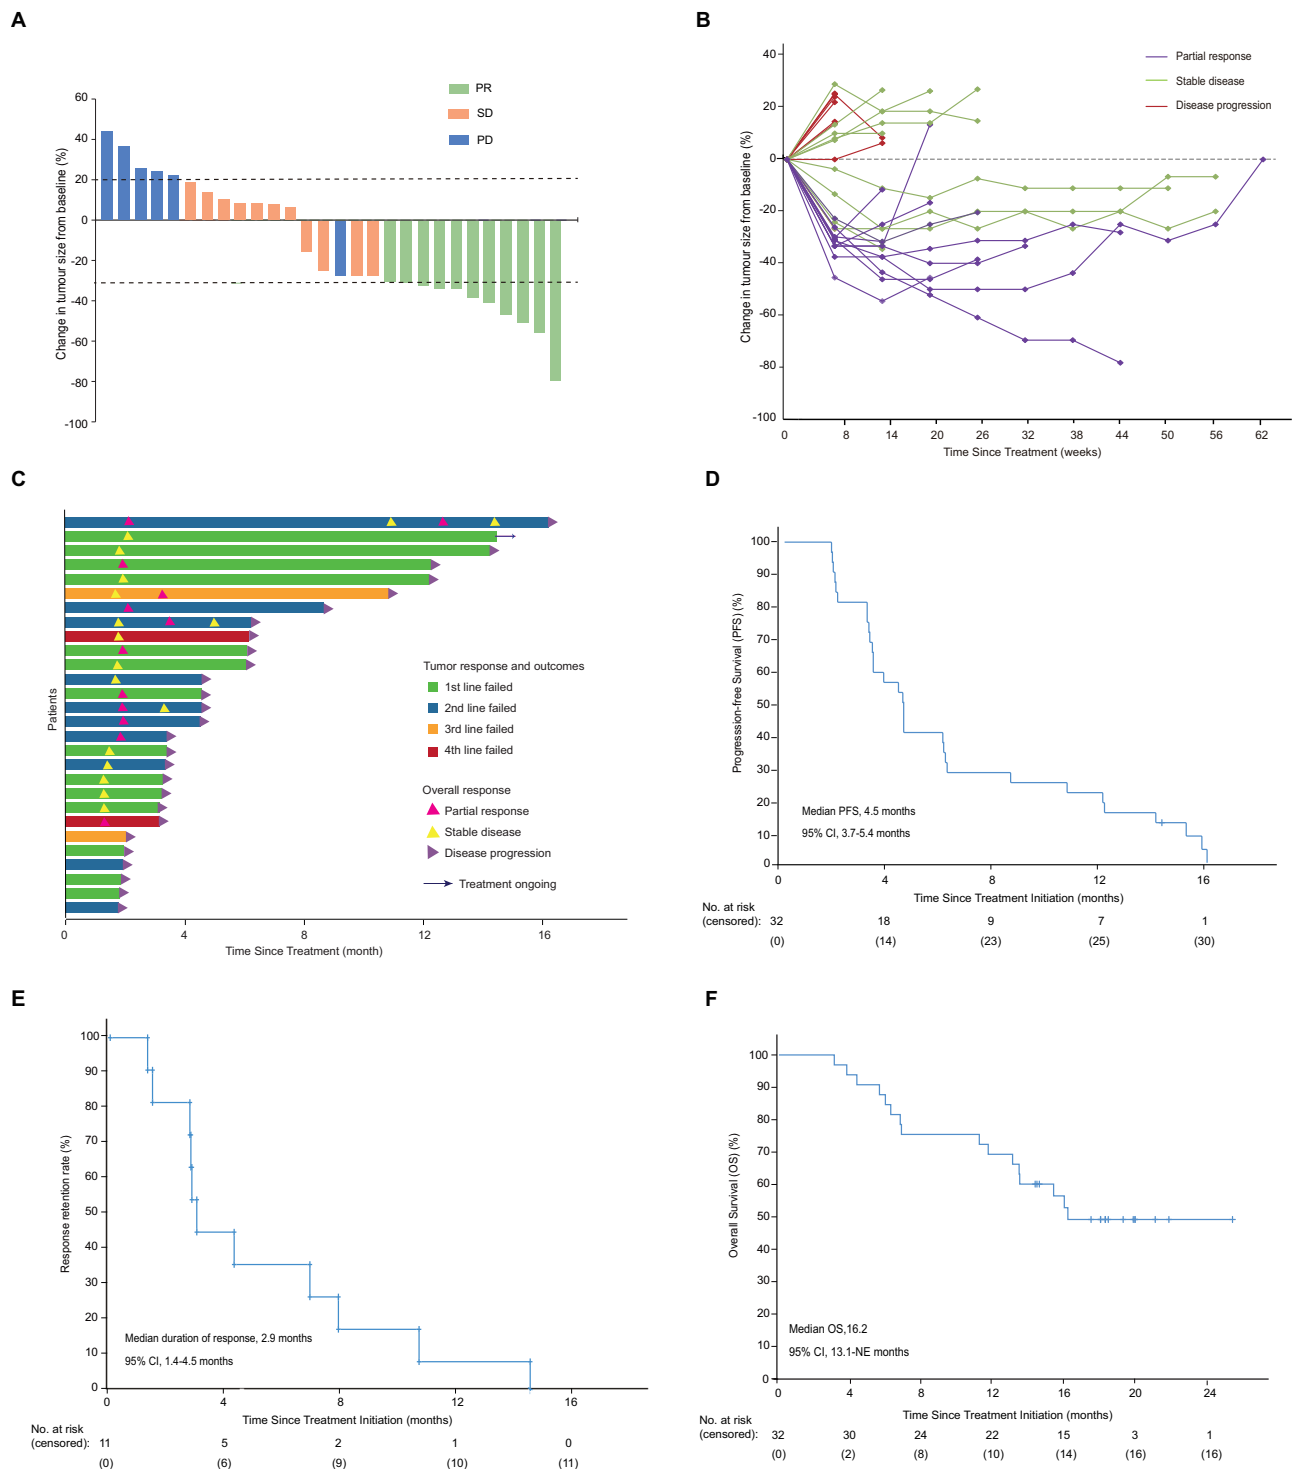 A
60
40
20
0
-20
-40
-60
-80
-100
Change in tumour size from baseline (%)
PR
SD
PD
B
40
20
0
-20
-40
-60
-80
-100
Change in tumour size from baseline (%)
Partial response
Stable disease
Disease progression
0 8 14 20 26 32 38 44 50 56 62
Time Since Treatment (weeks)
C
Patients
Tumor response and outcomes
1st line failed
2nd line failed
3rd line failed
4th line failed
Overall response
Partial response
Stable disease
Disease progression
Treatment ongoing
0 4 8 12 16
Time Since Treatment (month)
D
100
90
80
70
60
50
40
30
20
10
0
Progresssion-free Survival (PFS) (%)
Median PFS, 4.5 months
95% CI, 3.7-5.4 months
0 4 8 12 16
Time Since Treatment Initiation (months)
No. at risk
(censored): 32 18 9 7 1
(0) (14) (23) (25) (30)
E
100
90
80
70
60
50
40
30
20
10
0
Response retention rate (%)
Median duration of response, 2.9 months
95% CI, 1.4-4.5 months
0 4 8 12 16
Time Since Treatment Initiation (months)
No. at risk
(censored): 11 5 2 1 0
(0) (6) (9) (10) (11)
F
100
90
80
70
60
50
40
30
20
10
0
Overall Survival (OS) (%)
Median OS,16.2
95% CI, 13.1-NE months
0 4 8 12 16 20 24
Time Since Treatment Initiation (months)
No. at risk
(censored): 32 30 24 22 15 3 1
(0) (2) (8) (10) (14) (16) (16)